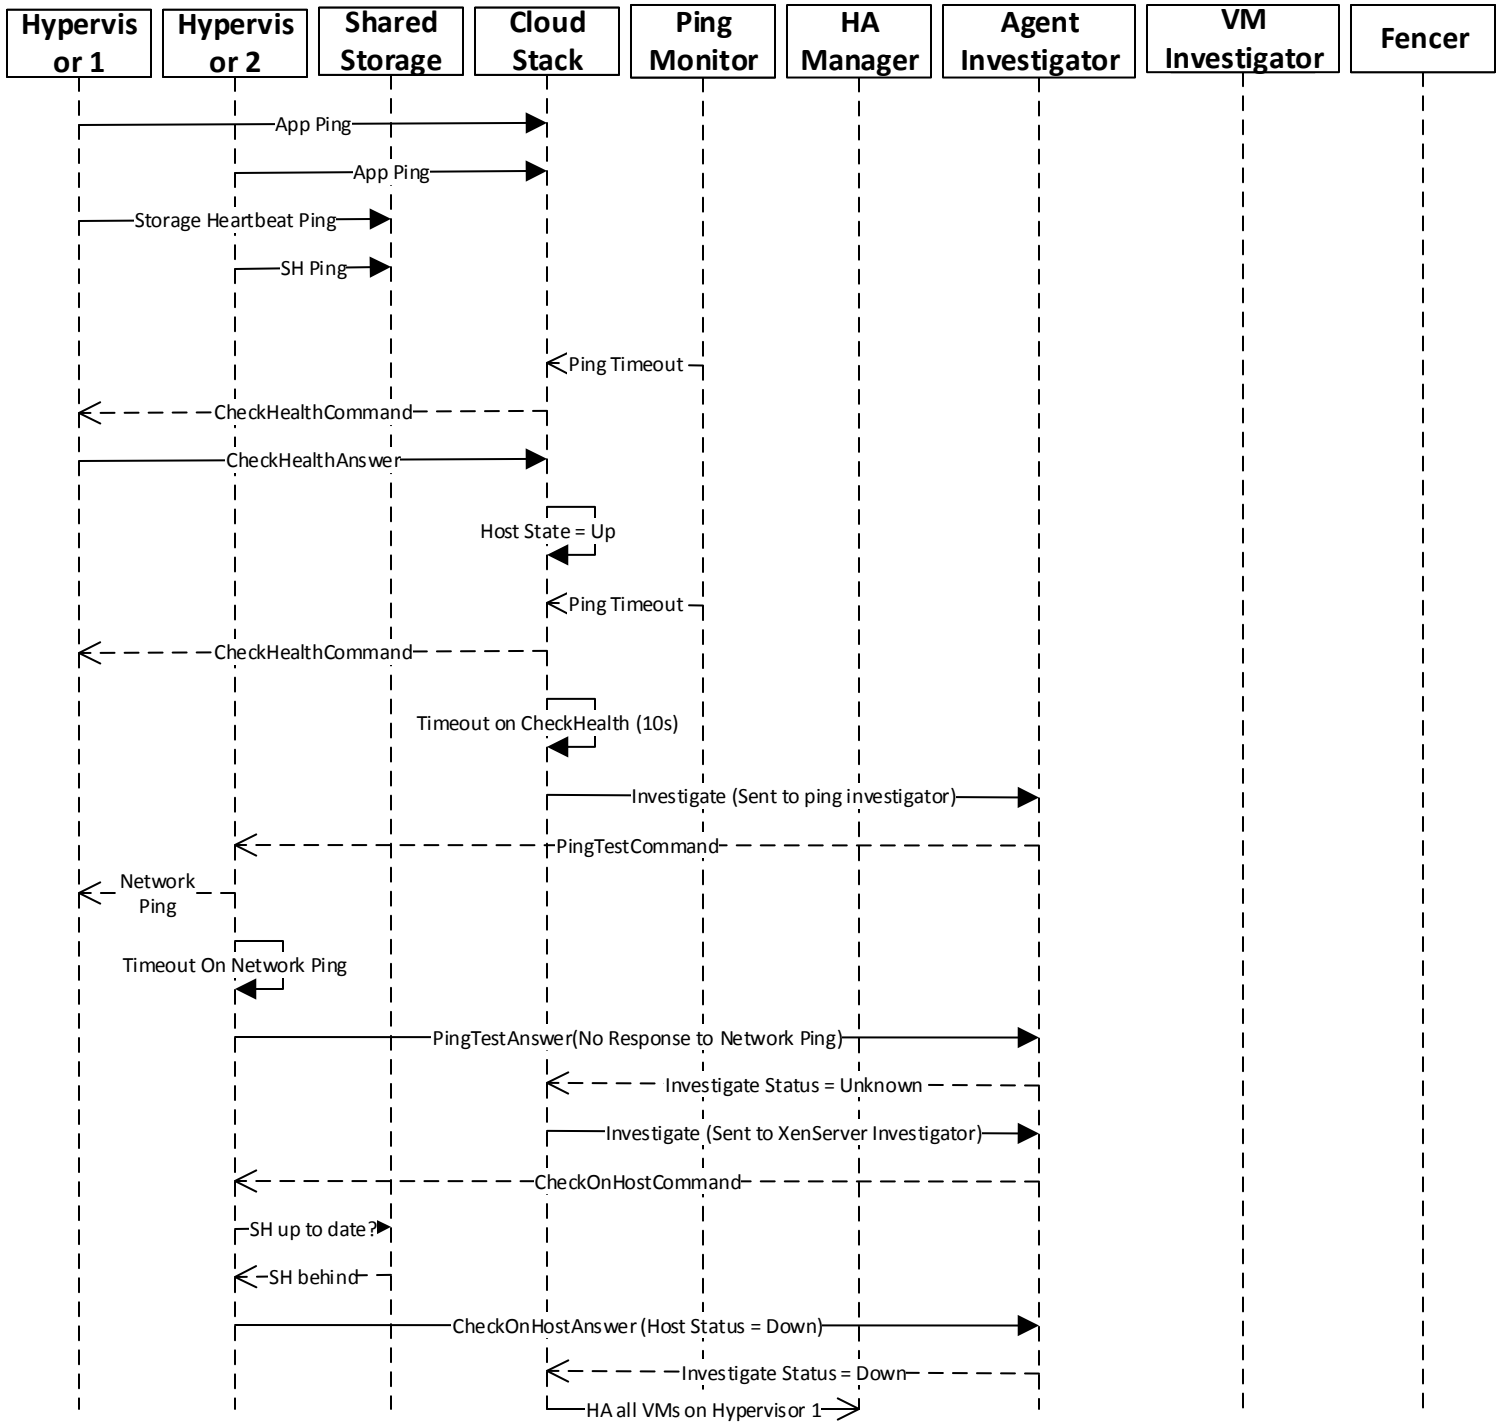 Hypervis
or 1
Hypervis
or 2
Shared
Storage
Cloud
Stack
Ping
Monitor
HA
Manager
Agent
Investigator
VM
Investigator
Fencer
App Ping
App Ping
Storage Heartbeat Ping
SH Ping
Ping Timeout
CheckHealthCommand
CheckHealthAnswer
Host State = Up
Ping Timeout
CheckHealthCommand
Timeout on CheckHealth (10s)
Investigate (Sent to ping investigator)
PingTestCommand
Network
Ping
Timeout On Network Ping
PingTestAnswer(No Response to Network Ping)
Investigate Status = Unknown
Investigate (Sent to XenServer Investigator)
CheckOnHostCommand
SH up to date?
SH behind
CheckOnHostAnswer (Host Status = Down)
Investigate Status = Down
HA all VMs on Hypervisor 1